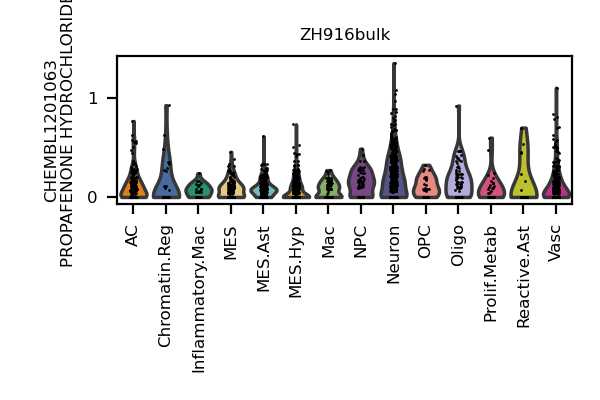 ZH916bulk
CHEMBL1201063
PROPAFENONE HYDROCHLORIDE
1
0
AC
Chromatin.Reg
Inflammatory.Mac
MES
MES.Ast
MES.Hyp
Mac
NPC
Neuron
OPC
Oligo
Prolif.Metab
Reactive.Ast
Vasc